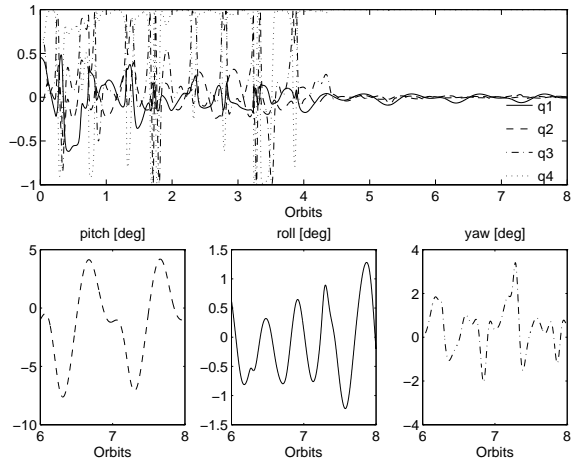 1
0.5
0
−0.5
−1
0 1 2 3 4 5 6 7 8
Orbits
q1
q2
q3
q4
pitch [deg]
5
0
−5
−10
6 7 8
Orbits
roll [deg]
1.5
1
0.5
0
−0.5
−1
−1.5
6 7 8
Orbits
yaw [deg]
4
2
0
−2
−4
6 7 8
Orbits